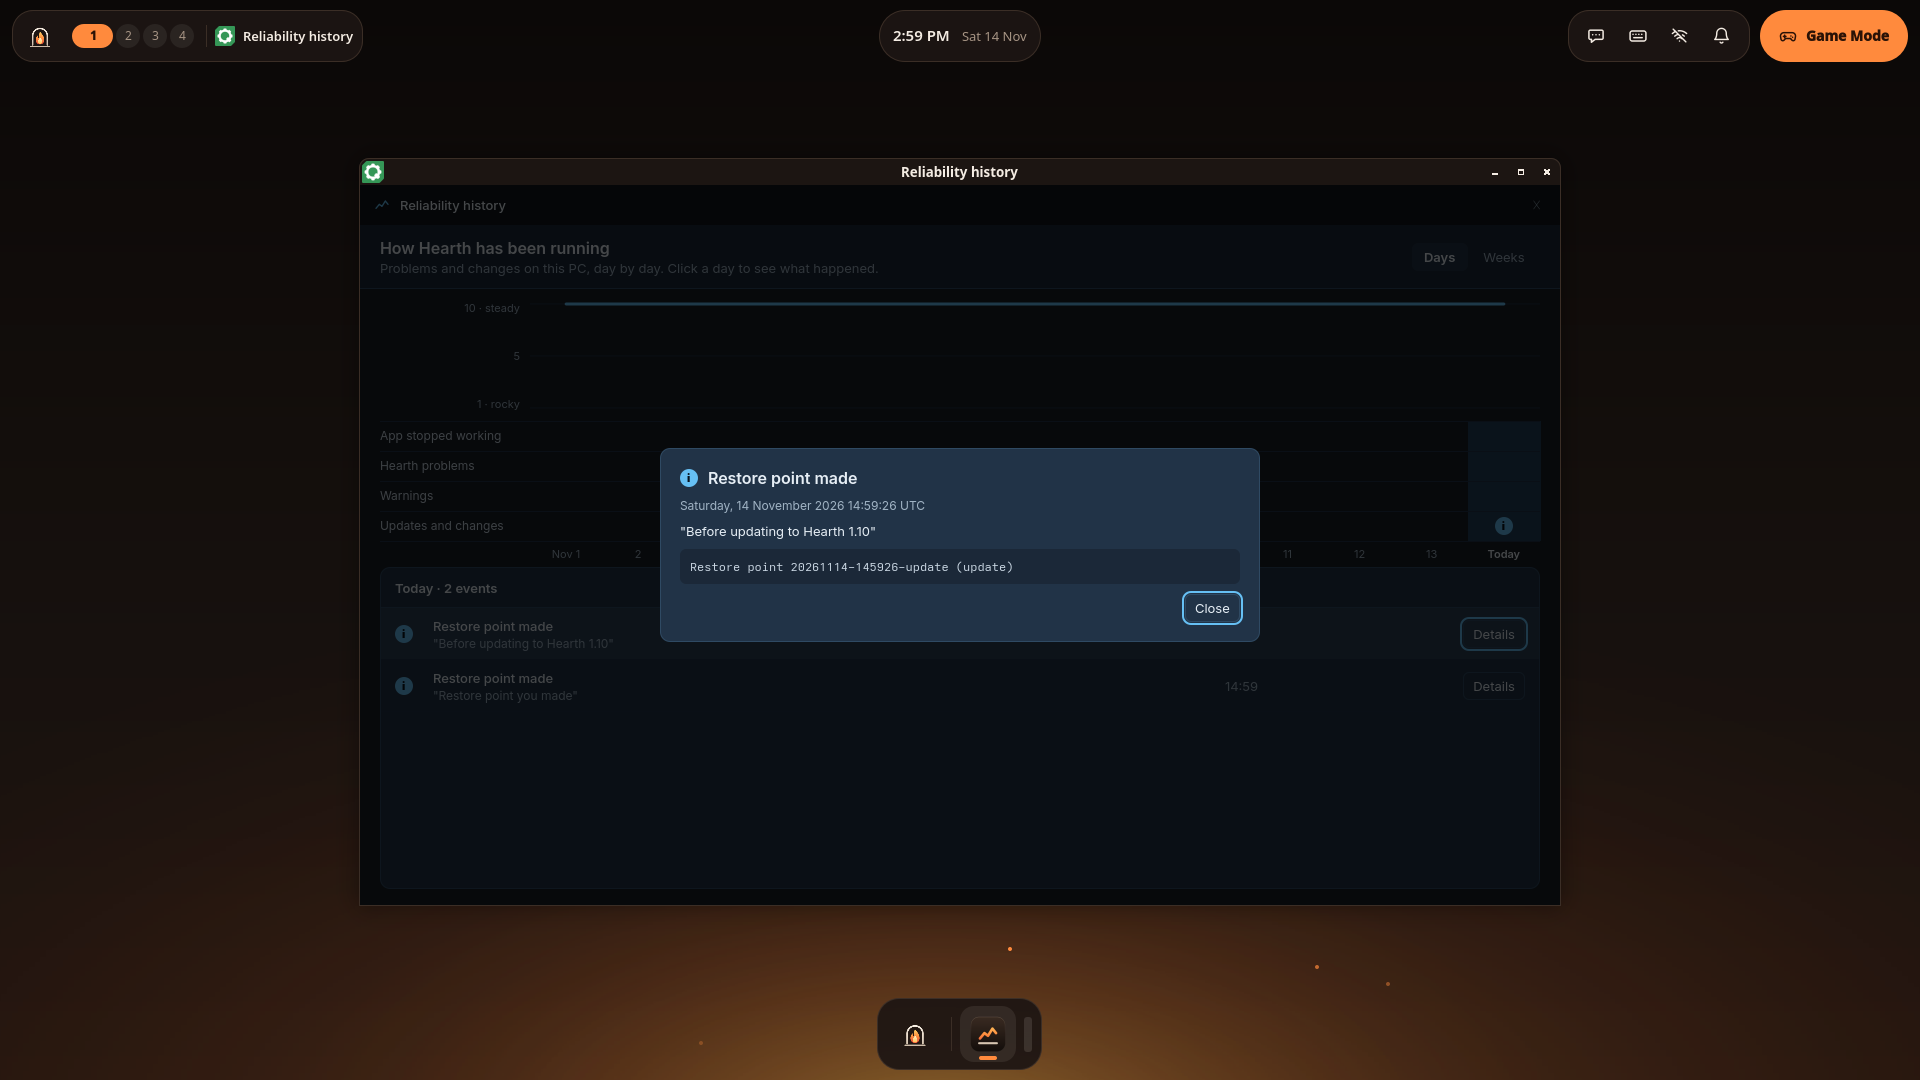 1 2 3 4 Reliability history
2:59 PM Sat 14 Nov
Game Mode
Reliability history
Reliability history X
How Hearth has been running
Problems and changes on this PC, day by day. Click a day to see what happened.
Days Weeks
10 · steady
5
1 · rocky
App stopped working
Hearth problems
Warnings
Updates and changes
Nov 1 2 11 12 13 Today
Restore point made
Saturday, 14 November 2026 14:59:26 UTC
"Before updating to Hearth 1.10"
Restore point 20261114-145926-update (update)
Close
Today · 2 events
Restore point made
"Before updating to Hearth 1.10"
Details
Restore point made
"Restore point you made"
14:59
Details